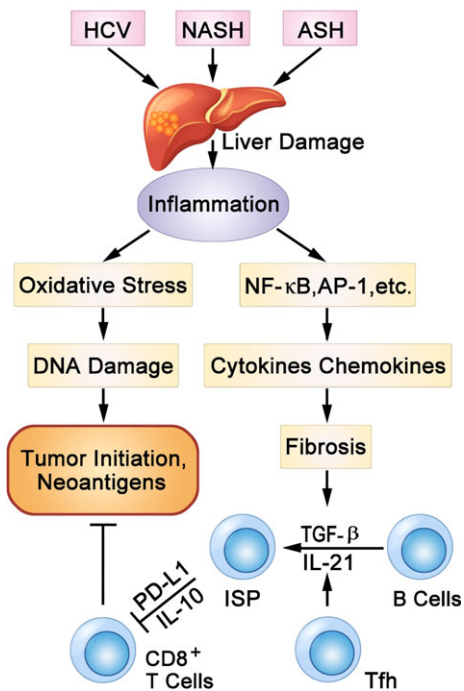 HCV
NASH
ASH
Liver Damage
Inflammation
Oxidative Stress
NF-κB,AP-1,etc.
DNA Damage
Cytokines Chemokines
Tumor Initiation,
Neoantigens
Fibrosis
TGF-β
IL-21
ISP
B Cells
PD-L1
IL-10
CD8+
T Cells
Tfh